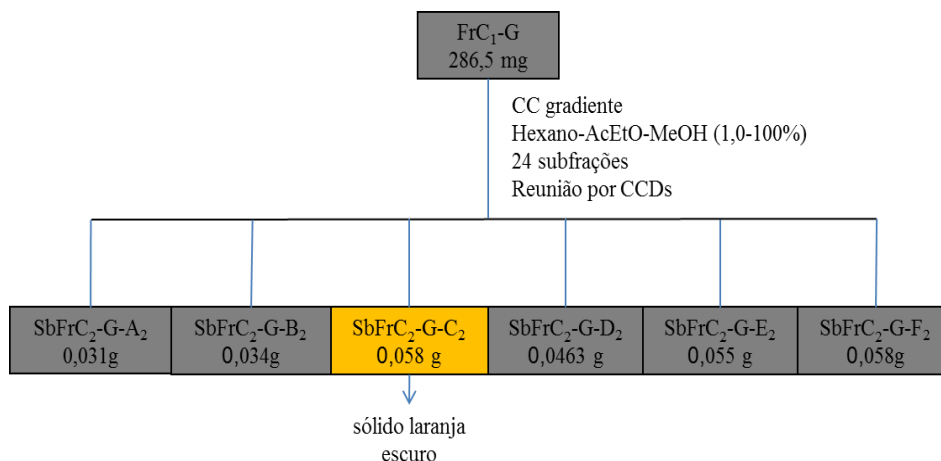 FrC₁-G
286,5 mg
CC gradiente
Hexano-AcEtO-MeOH (1,0-100%)
24 subfrações
Reunião por CCDs
SbFrC₂-G-A₂
0,031g
SbFrC₂-G-B₂
0,034g
SbFrC₂-G-C₂
0,058 g
SbFrC₂-G-D₂
0,0463 g
SbFrC₂-G-E₂
0,055 g
SbFrC₂-G-F₂
0,058g
sólido laranja
escuro